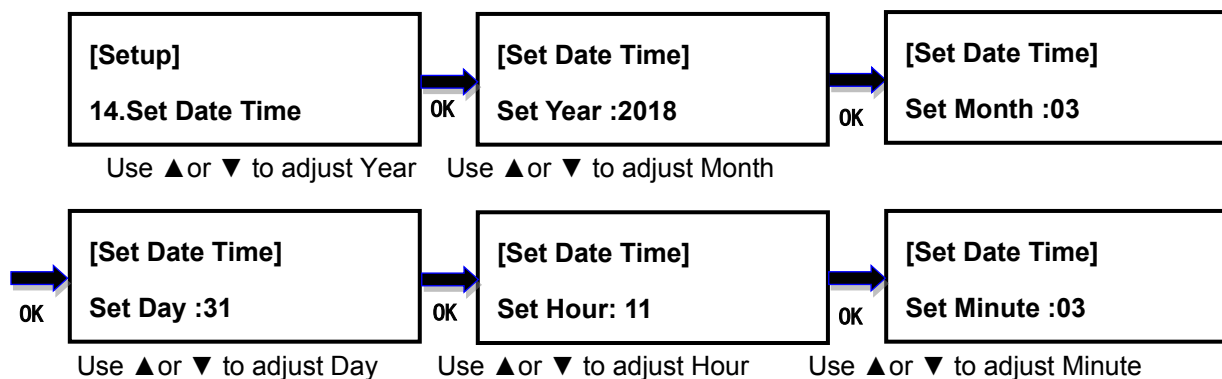 [Setup]
14.Set Date Time
OK
[Set Date Time]
Set Year :2018
OK
[Set Date Time]
Set Month :03
Use ▲or ▼ to adjust Year
Use ▲or ▼ to adjust Month
OK
[Set Date Time]
Set Day :31
OK
[Set Date Time]
Set Hour: 11
OK
[Set Date Time]
Set Minute :03
Use ▲or ▼ to adjust Day
Use ▲or ▼ to adjust Hour
Use ▲or ▼ to adjust Minute